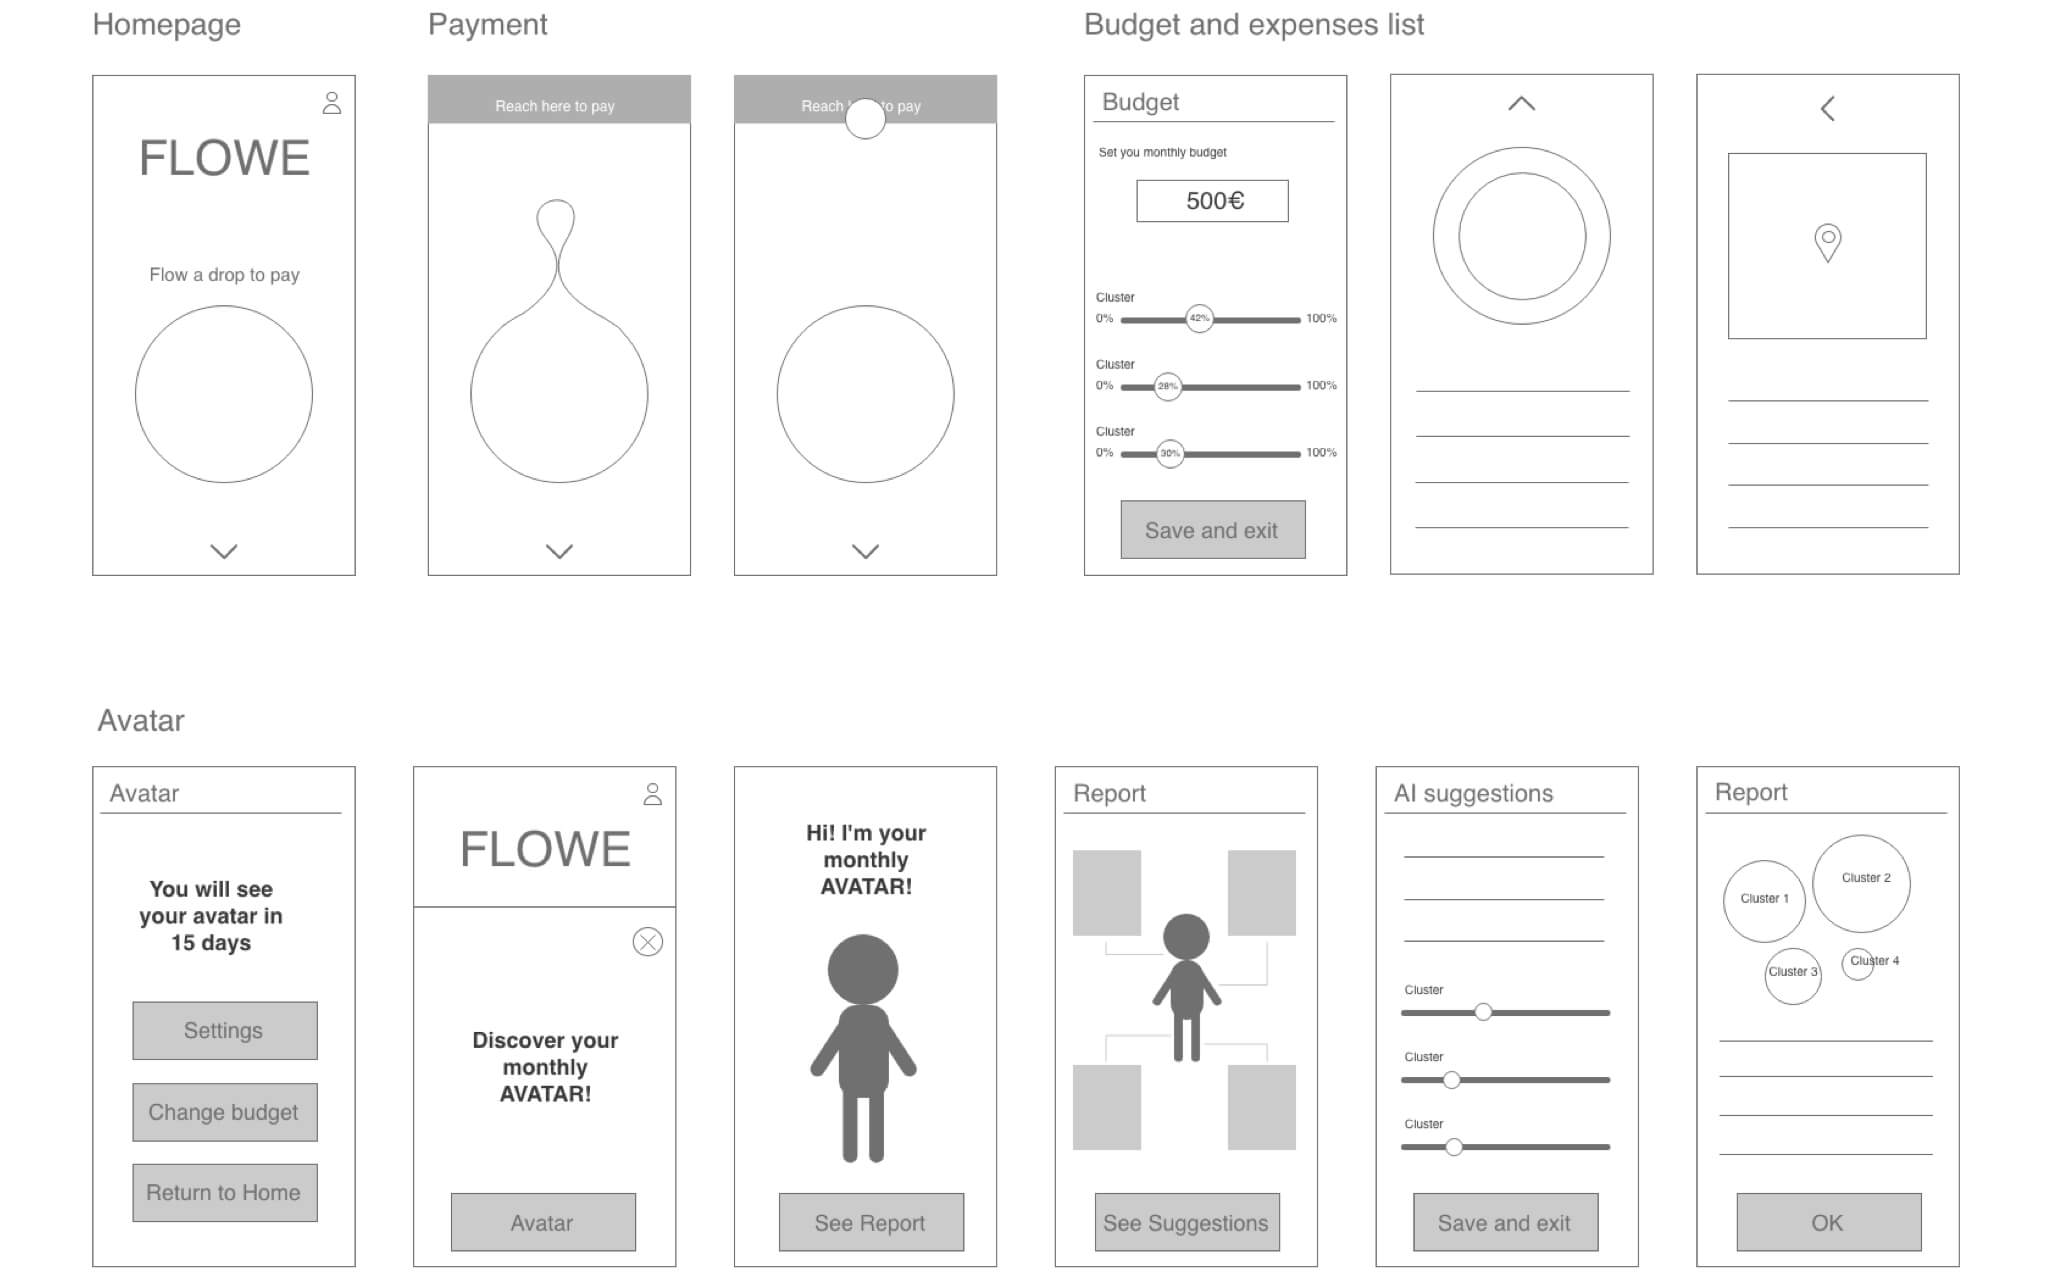 Homepage
Payment
Budget and expenses list
FLOWE
Flow a drop to pay
Reach here to pay
Reach to pay
Budget
Set you monthly budget
500€
Cluster
0% 42% 100%
Cluster
0% 28% 100%
Cluster
0% 30% 100%
Save and exit
Avatar
Avatar
You will see
your avatar in
15 days
Settings
Change budget
Return to Home
FLOWE
Discover your
monthly
AVATAR!
Avatar
Hi! I'm your
monthly
AVATAR!
See Report
Report
See Suggestions
AI suggestions
Cluster
Cluster
Cluster
Save and exit
Report
Cluster 1
Cluster 2
Cluster 3
Cluster 4
OK